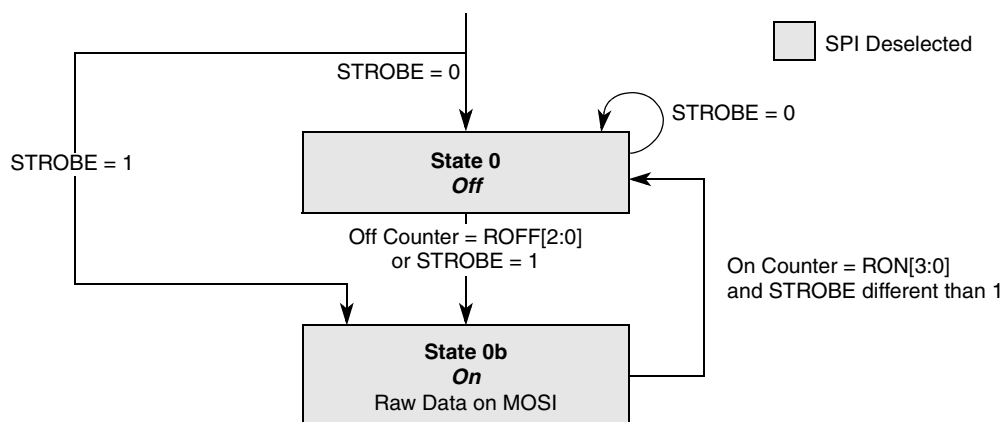 SPI Deselected
STROBE = 0
STROBE = 0
STROBE = 1
State 0
Off
Off Counter = ROFF[2:0]
or STROBE = 1
On Counter = RON[3:0]
and STROBE different than 1
State 0b
On
Raw Data on MOSI